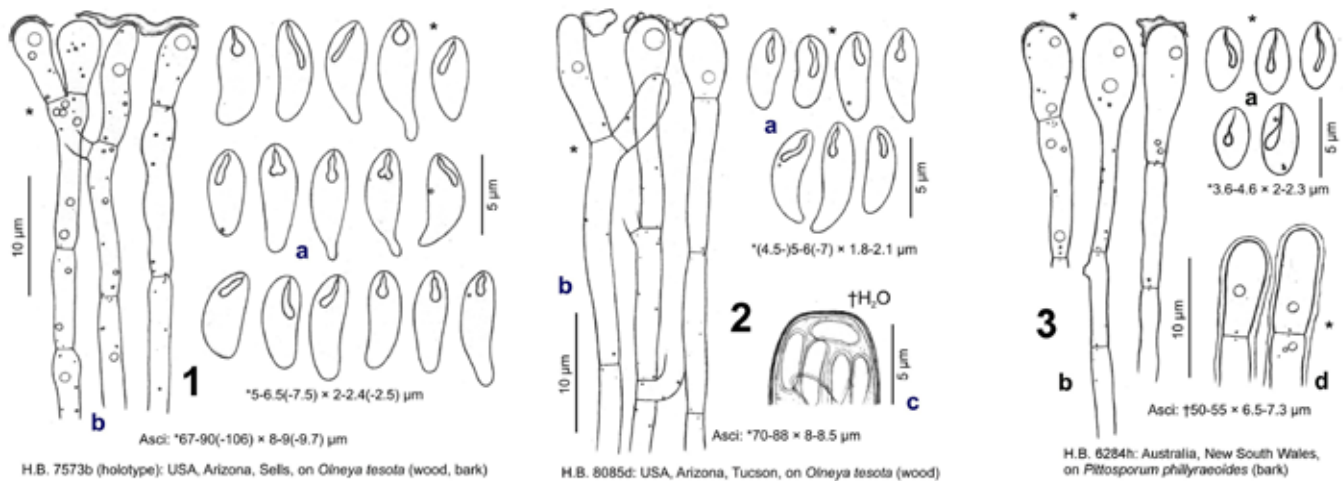 *
*
10 µm
1
b
a
5 µm
*5-6.5(-7.5) × 2-2.4(-2.5) µm
Asci: *67-90(-106) × 8-9(-9.7) µm
H.B. 7573b (holotype): USA, Arizona, Sells, on Olneya tesota (wood, bark)
*
*
a
5 µm
*(4.5-)5-6(-7) × 1.8-2.1 µm
b
2
†H₂O
10 µm
5 µm
c
Asci: *70-88 × 8-8.5 µm
H.B. 8085d: USA, Arizona, Tucson, on Olneya tesota (wood)
*
*
a
5 µm
*3.6-4.6 × 2-2.3 µm
3
10 µm
*
b
d
Asci: †50-55 × 6.5-7.3 µm
H.B. 6284h: Australia, New South Wales,
on Pittosporum phillyraeoides (bark)